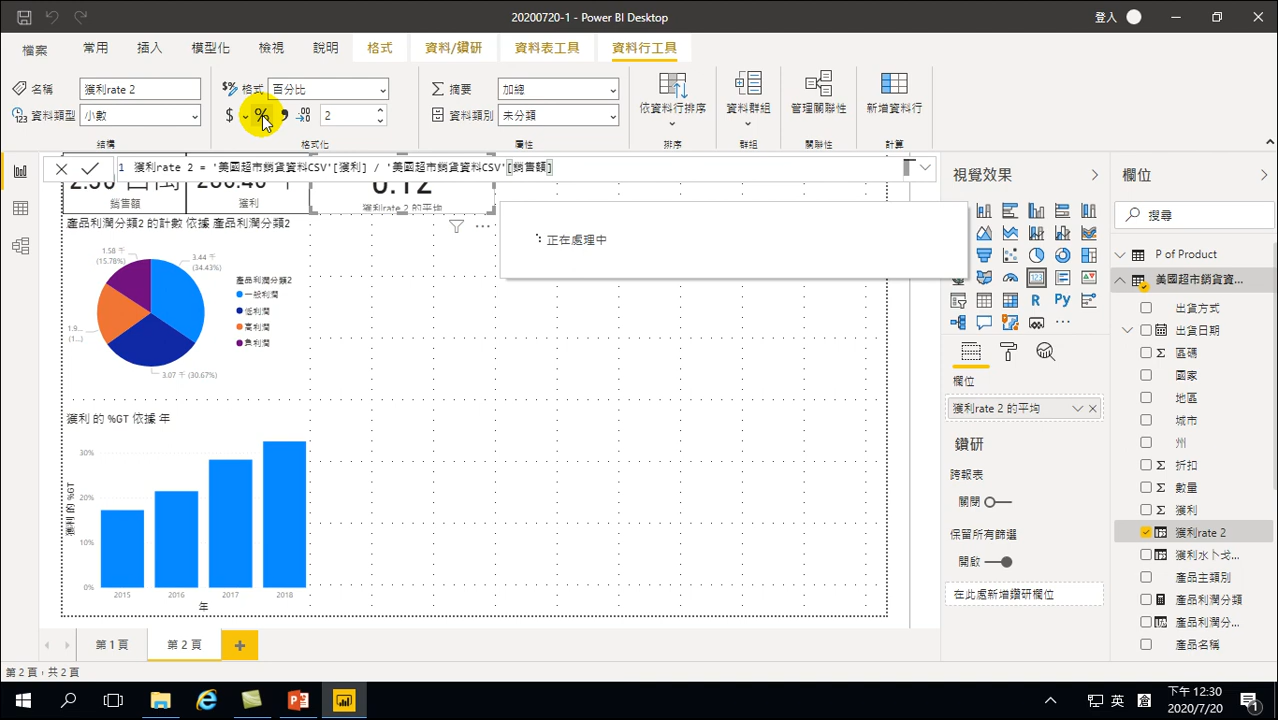 20200720-1 - Power BI Desktop
登入
檔案 常用 插入 模型化 檢視 說明 格式 資料/鑽研 資料表工具 資料行工具
名稱 獲利rate 2
資料類型 小數
結構
格式 百分比
$ % 9 2
格式化
摘要 加總
資料類別 未分類
屬性
依資料行排序
排序
資料群組
群組
管理關聯性
關聯性
新增資料行
計算
1 獲利rate 2 = '美國超市銷貨資料CSV'[獲利] / '美國超市銷貨資料CSV'[銷售額]
銷售額
獲利
0.12
獲利rate 2 的平均
正在處理中
產品利潤分類2 的計數 依據 產品利潤分類2
1.58 千
(15.78%)
3.44 千
(34.43%)
1.9...
(1...)
3.07 千 (30.67%)
產品利潤分類2
一般利潤
低利潤
高利潤
負利潤
獲利 的 %GT 依據 年
獲利 的 %GT
30%
20%
10%
0%
2015 2016 2017 2018
年
第 1 頁 第 2 頁
第 2 頁，共 2 頁
視覺效果
R Py
欄位
獲利rate 2 的平均
鑽研
跨報表
關閉
保留所有篩選
開啟
在此處新增鑽研欄位
欄位
搜尋
P of Product
美國超市銷貨資...
出貨方式
出貨日期
區碼
國家
地區
城市
州
折扣
數量
獲利
獲利rate 2
產品主類別
產品利潤分類
產品利潤分...
產品名稱
英
倉
下午 12:30
2020/7/20
1